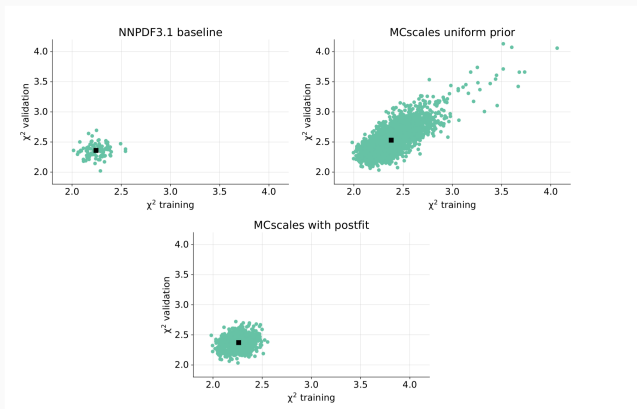 NNPDF3.1 baseline
4.0
3.5
3.0
2.5
2.0
χ² validation
2.0 2.5 3.0 3.5 4.0
χ² training
MCscales uniform prior
4.0
3.5
3.0
2.5
2.0
χ² validation
2.0 2.5 3.0 3.5 4.0
χ² training
MCscales with postfit
4.0
3.5
3.0
2.5
2.0
χ² validation
2.0 2.5 3.0 3.5 4.0
χ² training